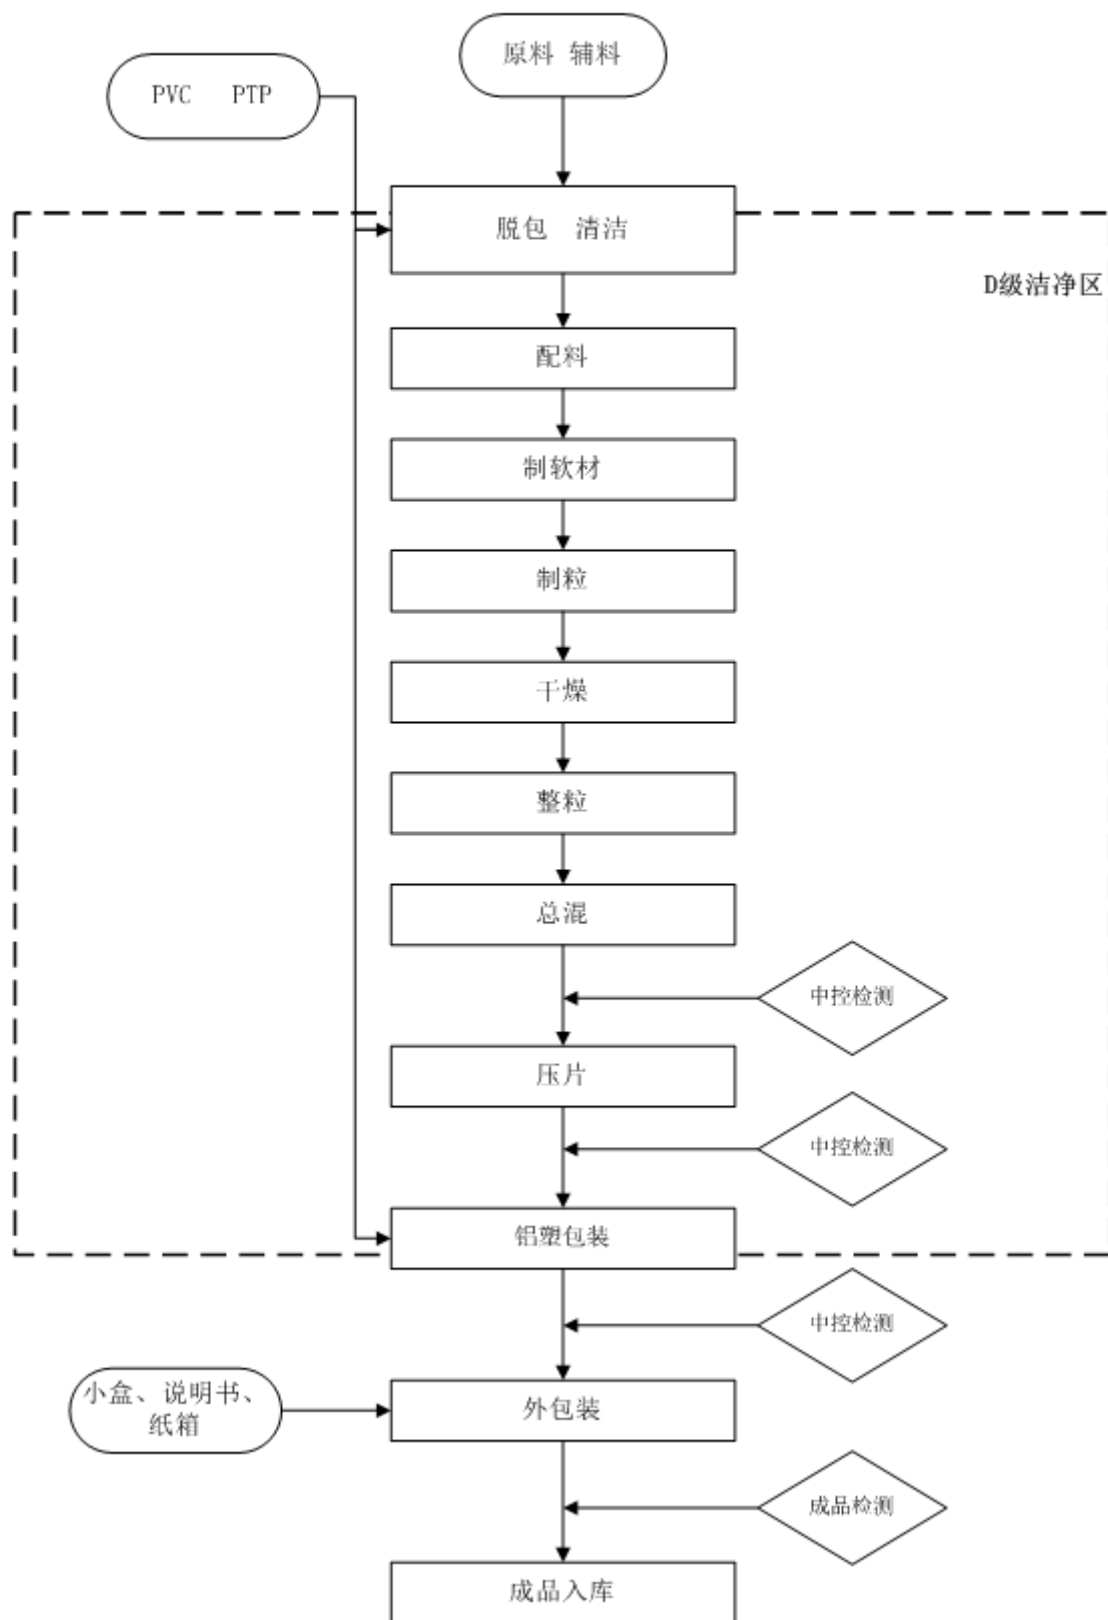 原料 辅料
PVC PTP
脱包 清洁
D级洁净区
配料
制软材
制粒
干燥
整粒
总混
中控检测
压片
中控检测
铝塑包装
中控检测
小盒、说明书、
纸箱
外包装
成品检测
成品入库